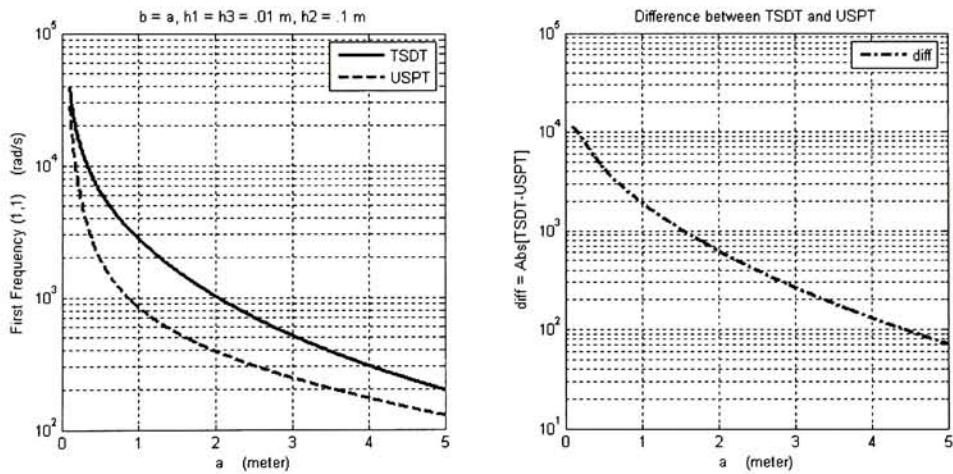 b = a, h1 = h3 = .01 m, h2 = .1 m
10^5
10^4
10^3
10^2
First Frequency (1,1) (rad/s)
TSDT
USPT
0 1 2 3 4 5
a (meter)
Difference between TSDT and USPT
10^5
10^4
10^3
10^2
10^1
diff = Abs[TSDT-USPT]
diff
0 1 2 3 4 5
a (meter)